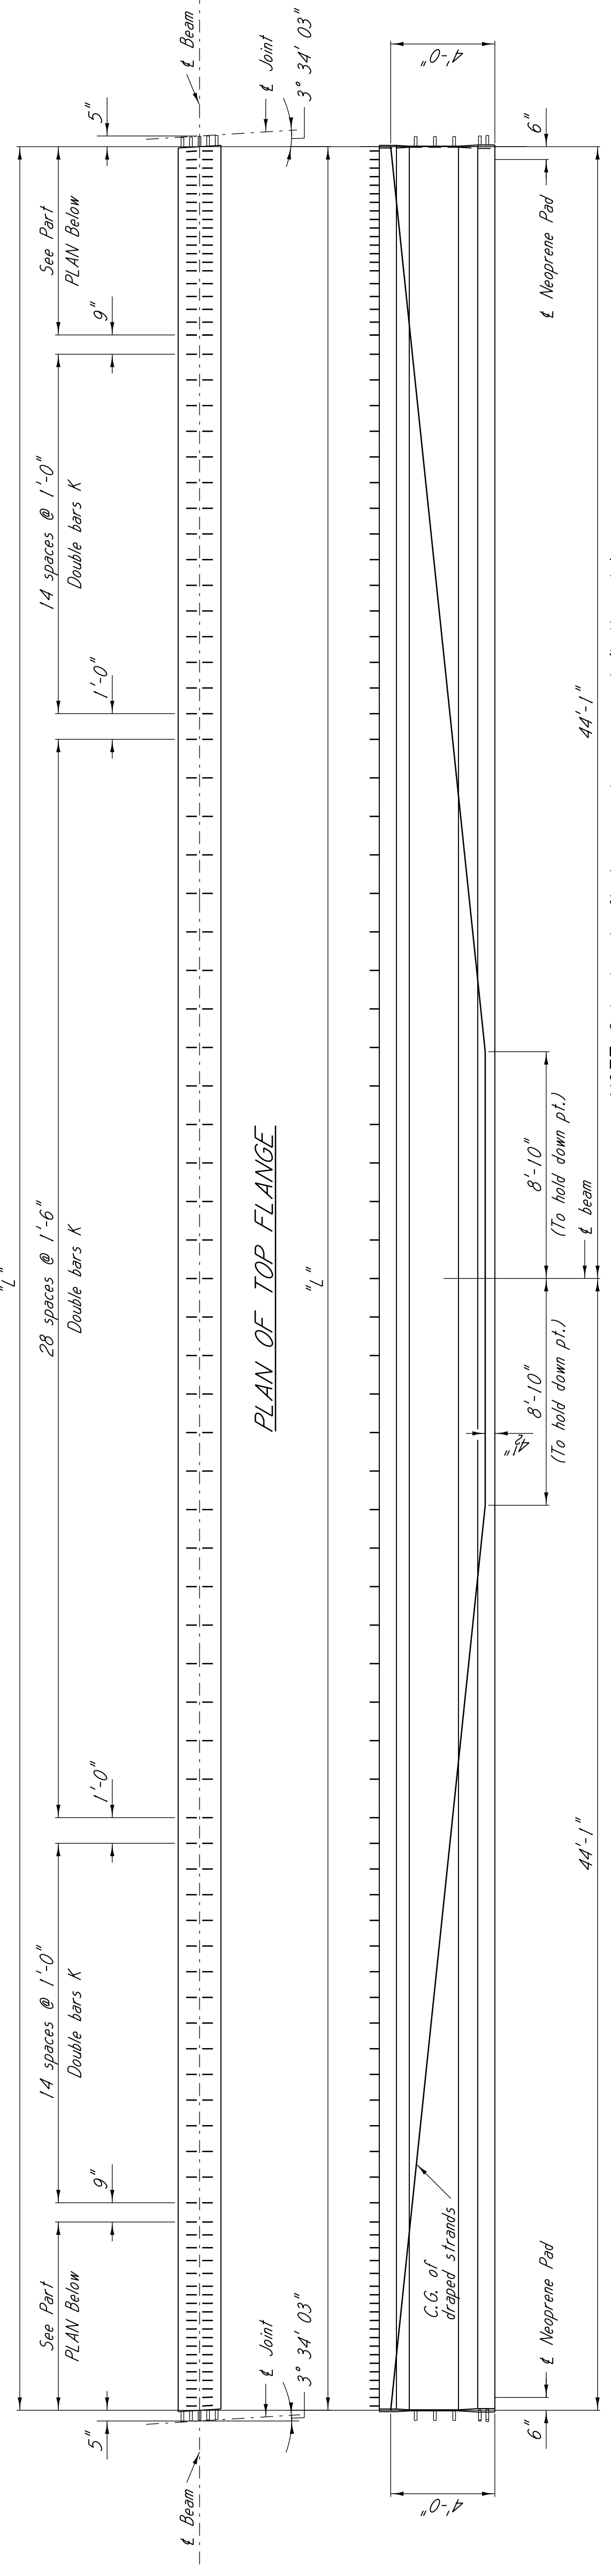 "L"
See Part
PLAN Below
9"
14 spaces @ 1'-0"
Double bars K
1'-0"
28 spaces @ 1'-6"
Double bars K
1'-0"
14 spaces @ 1'-0"
Double bars K
9"
See Part
PLAN Below
5"
5"
℄ Beam
℄ Beam
℄ Joint
3° 34' 03"
℄ Joint
3° 34' 03"
PLAN OF TOP FLANGE
"L"
4'-0"
4'-0"
C.G. of
draped strands
4½"
6"
℄ Neoprene Pad
8'-10"
(To hold down pt.)
8'-10"
(To hold down pt.)
℄ beam
℄ Neoprene Pad
6"
44'-1"
44'-1"